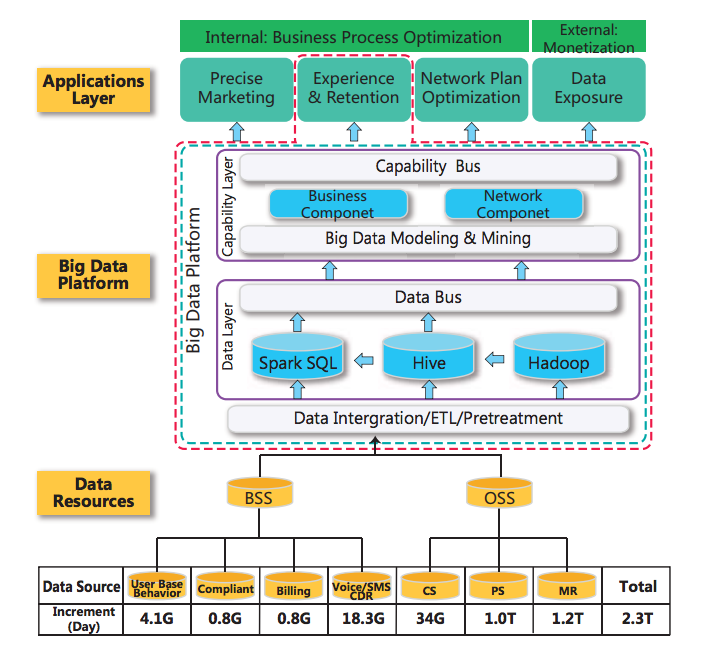 Internal: Business Process Optimization
External:
Monetization
Applications
Layer
Precise
Marketing
Experience
& Retention
Network Plan
Optimization
Data
Exposure
Big Data
Platform
Big Data Platform
Capability Layer
Capability Bus
Business
Componet
Network
Componet
Big Data Modeling & Mining
Data Layer
Data Bus
Spark SQL
Hive
Hadoop
Data Intergration/ETL/Pretreatment
Data
Resources
BSS
OSS
Data Source
User Base
Behavior
Compliant
Billing
Voice/SMS
CDR
CS
PS
MR
Total
Increment
(Day)
4.1G
0.8G
0.8G
18.3G
34G
1.0T
1.2T
2.3T